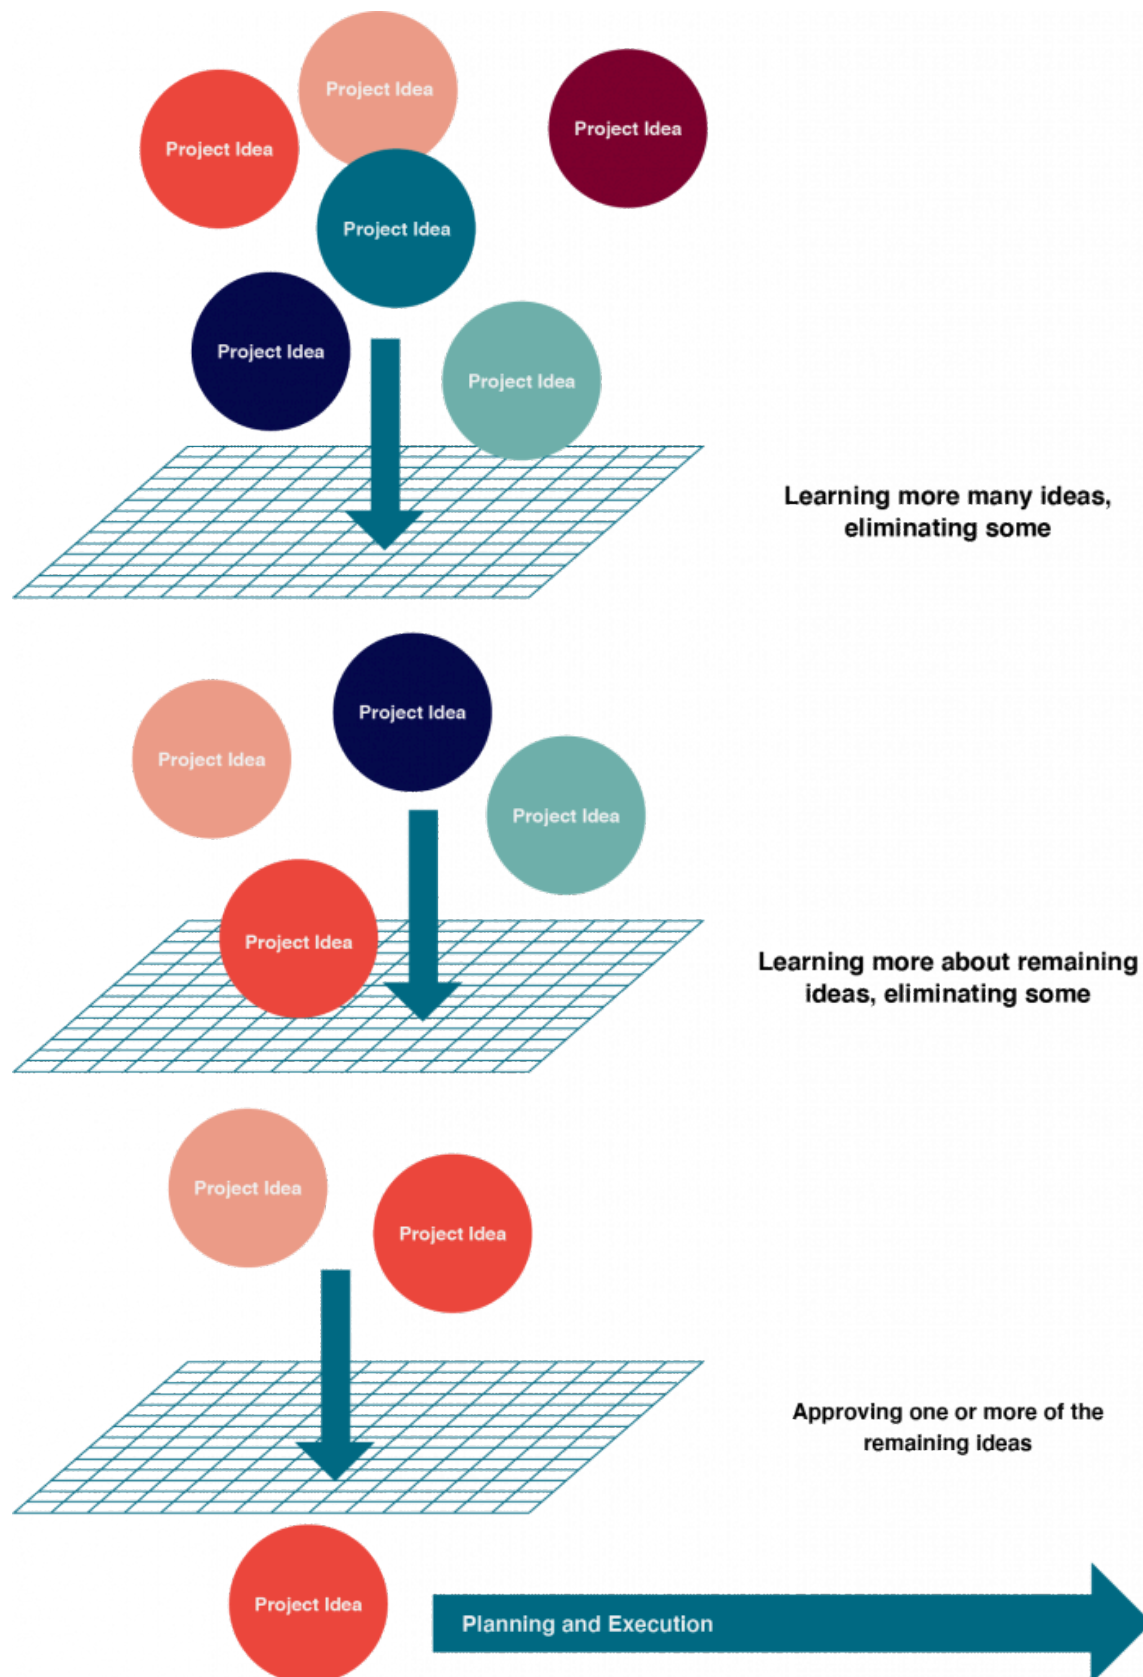 Project Idea
Project Idea
Project Idea
Project Idea
Project Idea
Project Idea
Learning more many ideas,
eliminating some
Project Idea
Project Idea
Project Idea
Project Idea
Learning more about remaining
ideas, eliminating some
Project Idea
Project Idea
Approving one or more of the
remaining ideas
Project Idea
Planning and Execution